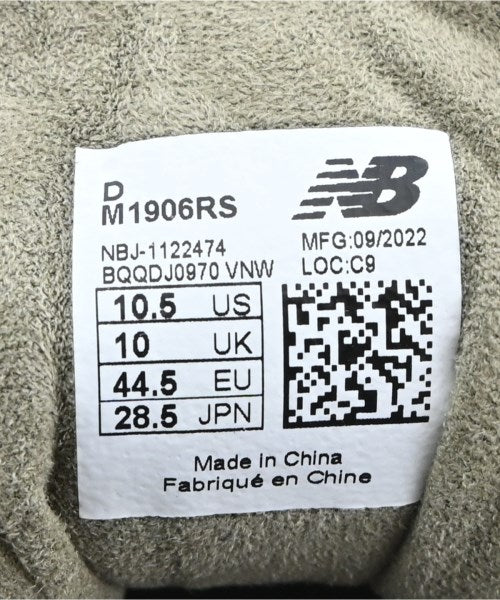 D
M1906RS
NB
NBJ-1122474
MFG:09/2022
BQQDJ0970 VNW
LOC:C9
10.5 US
10 UK
44.5 EU
28.5 JPN
Made in China
Fabriqué en Chine